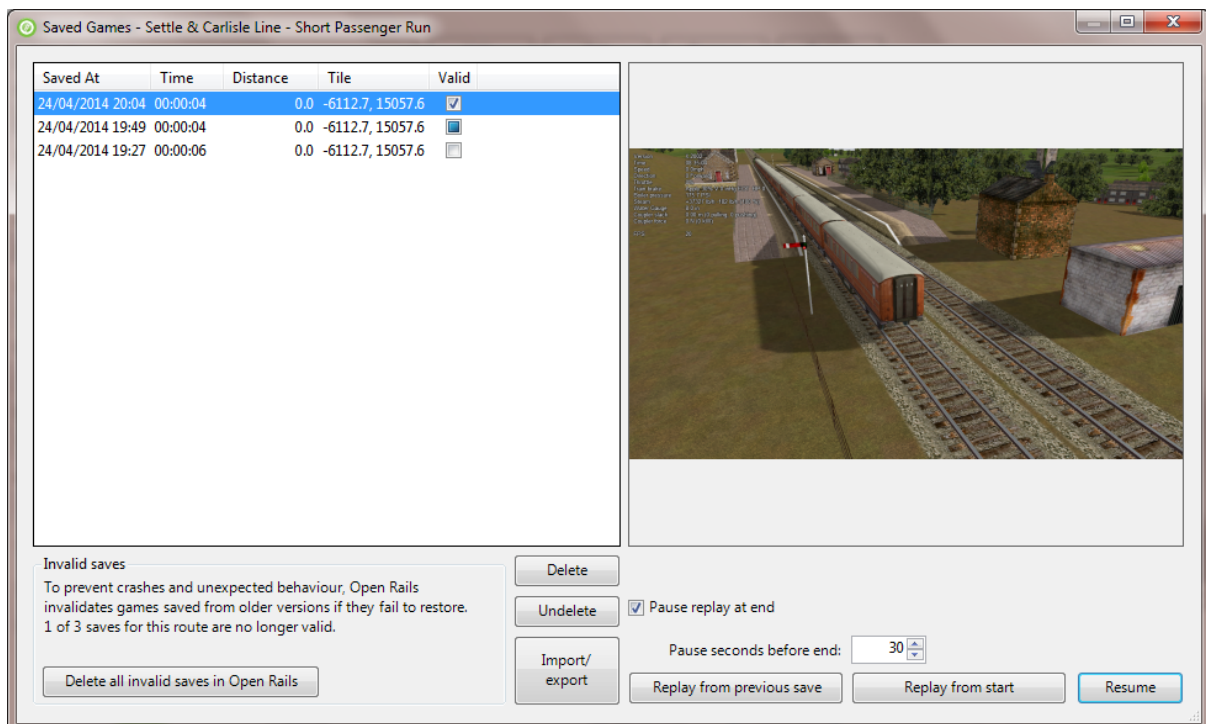 Saved Games - Settle & Carlisle Line - Short Passenger Run
Saved At Time Distance Tile Valid
24/04/2014 20:04 00:00:04 0.0 -6112.7, 15057.6
24/04/2014 19:49 00:00:04 0.0 -6112.7, 15057.6
24/04/2014 19:27 00:00:06 0.0 -6112.7, 15057.6
Invalid saves
To prevent crashes and unexpected behaviour, Open Rails
invalidates games saved from older versions if they fail to restore.
1 of 3 saves for this route are no longer valid.
Delete all invalid saves in Open Rails
Delete
Undelete
Import/
export
Pause replay at end
Pause seconds before end: 30
Replay from previous save Replay from start Resume